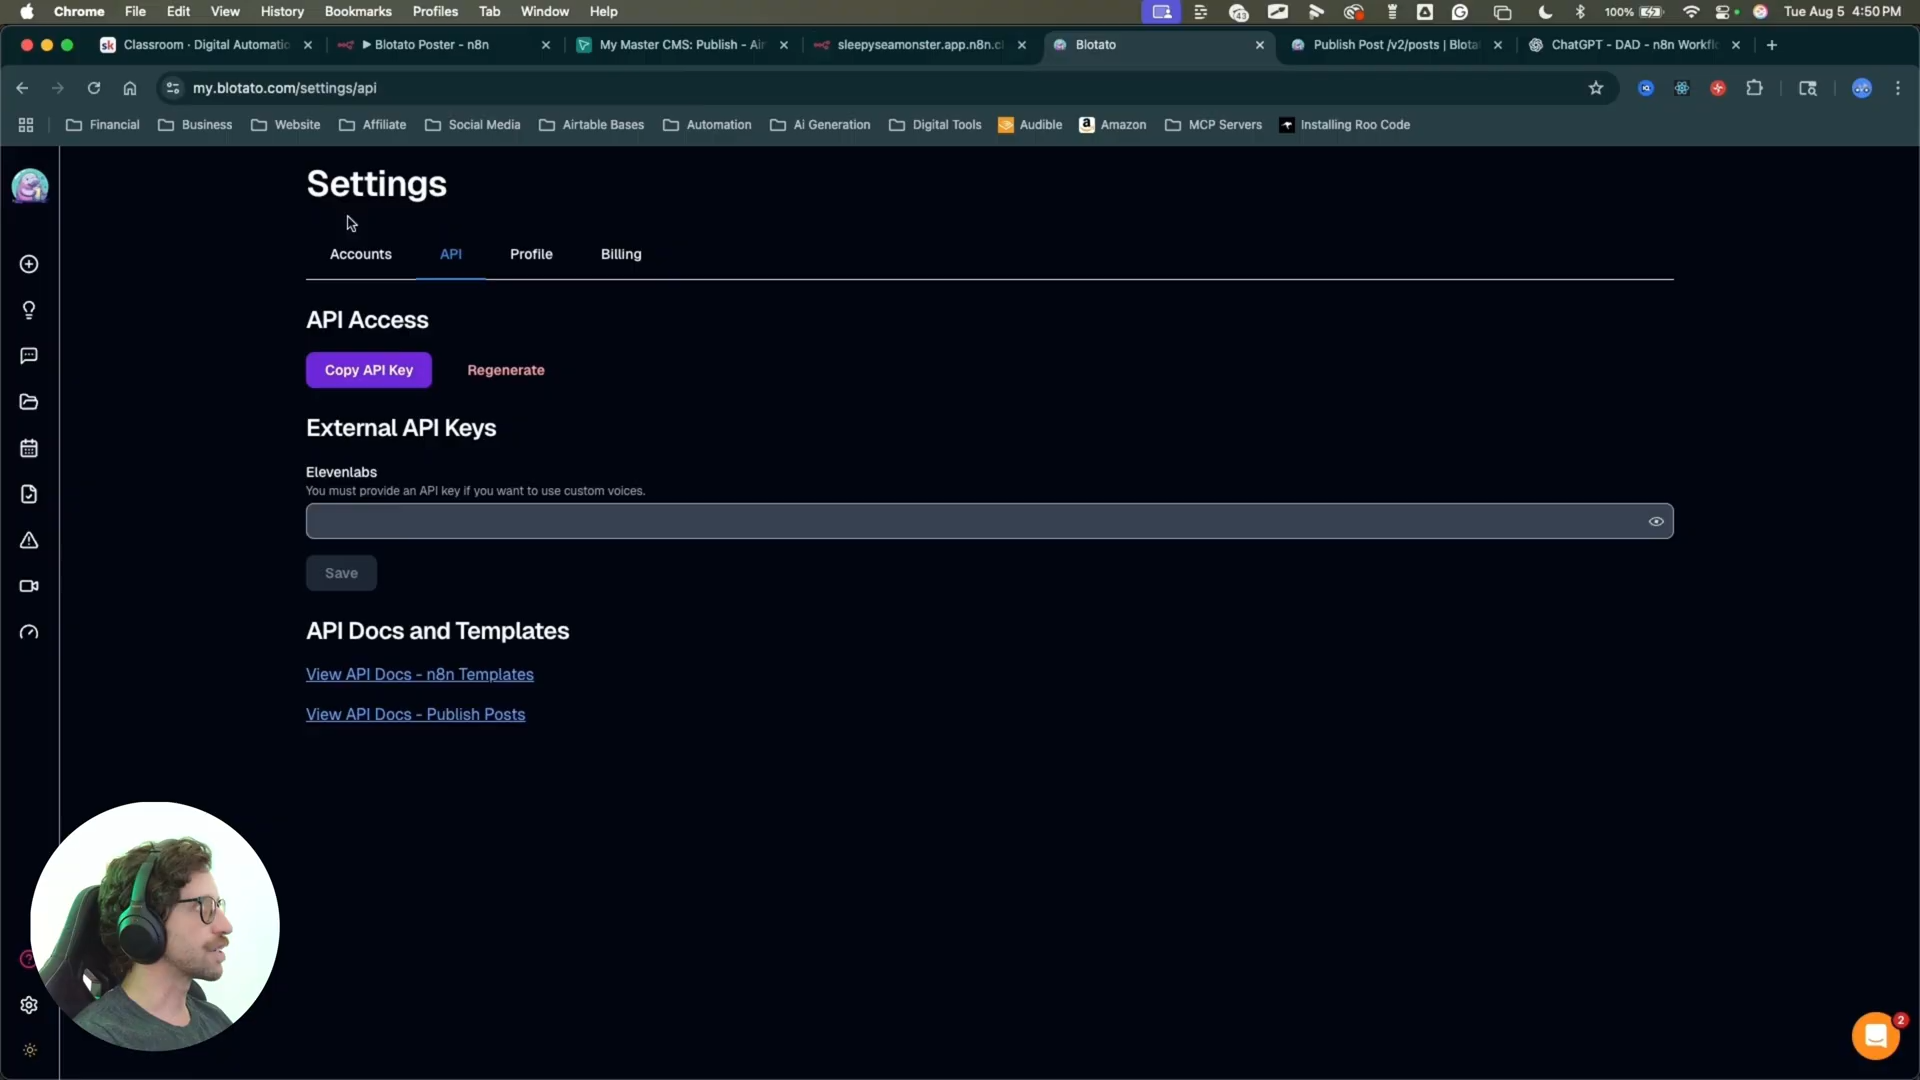 Chrome File Edit View History Bookmarks Profiles Tab Window Help 43 100% Tue Aug 5 4:50 PM
sk Classroom - Digital Automatic Blotato Poster - n8n My Master CMS: Publish - Air sleepyseamonster.app.n8n.cl Blotato Publish Post /v2/posts | Blota ChatGPT - DAD - n8n Workfl
my.blotato.com/settings/api
Financial Business Website Affiliate Social Media Airtable Bases Automation Ai Generation Digital Tools Audible Amazon MCP Servers Installing Roo Code
Settings
Accounts API Profile Billing
API Access
Copy API Key Regenerate
External API Keys
Elevenlabs
You must provide an API key if you want to use custom voices.
Save
API Docs and Templates
View API Docs - n8n Templates
View API Docs - Publish Posts
2